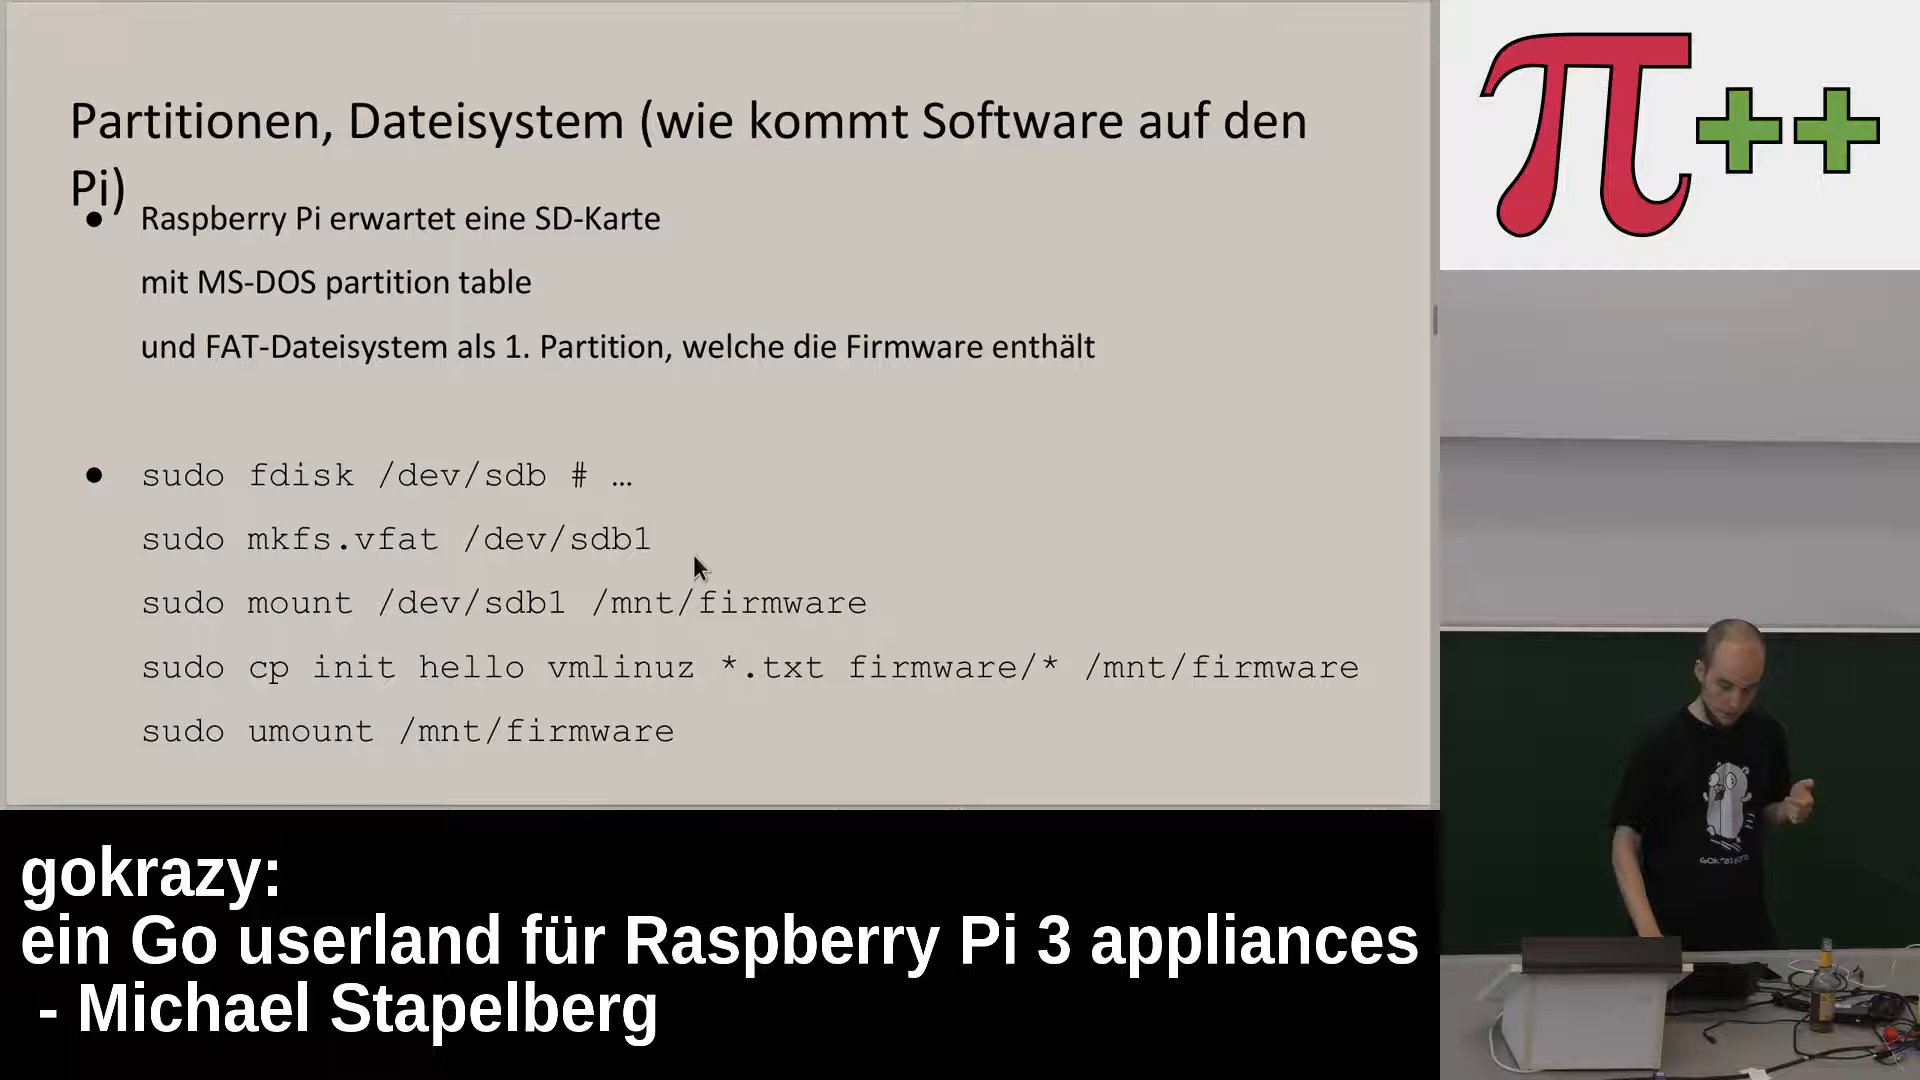 Partitionen, Dateisystem (wie kommt Software auf den
Pi)
● Raspberry Pi erwartet eine SD-Karte
mit MS-DOS partition table
und FAT-Dateisystem als 1. Partition, welche die Firmware enthält
● sudo fdisk /dev/sdb # …
sudo mkfs.vfat /dev/sdb1
sudo mount /dev/sdb1 /mnt/firmware
sudo cp init hello vmlinuz *.txt firmware/* /mnt/firmware
sudo umount /mnt/firmware
π++
gokrazy:
ein Go userland für Raspberry Pi 3 appliances
- Michael Stapelberg